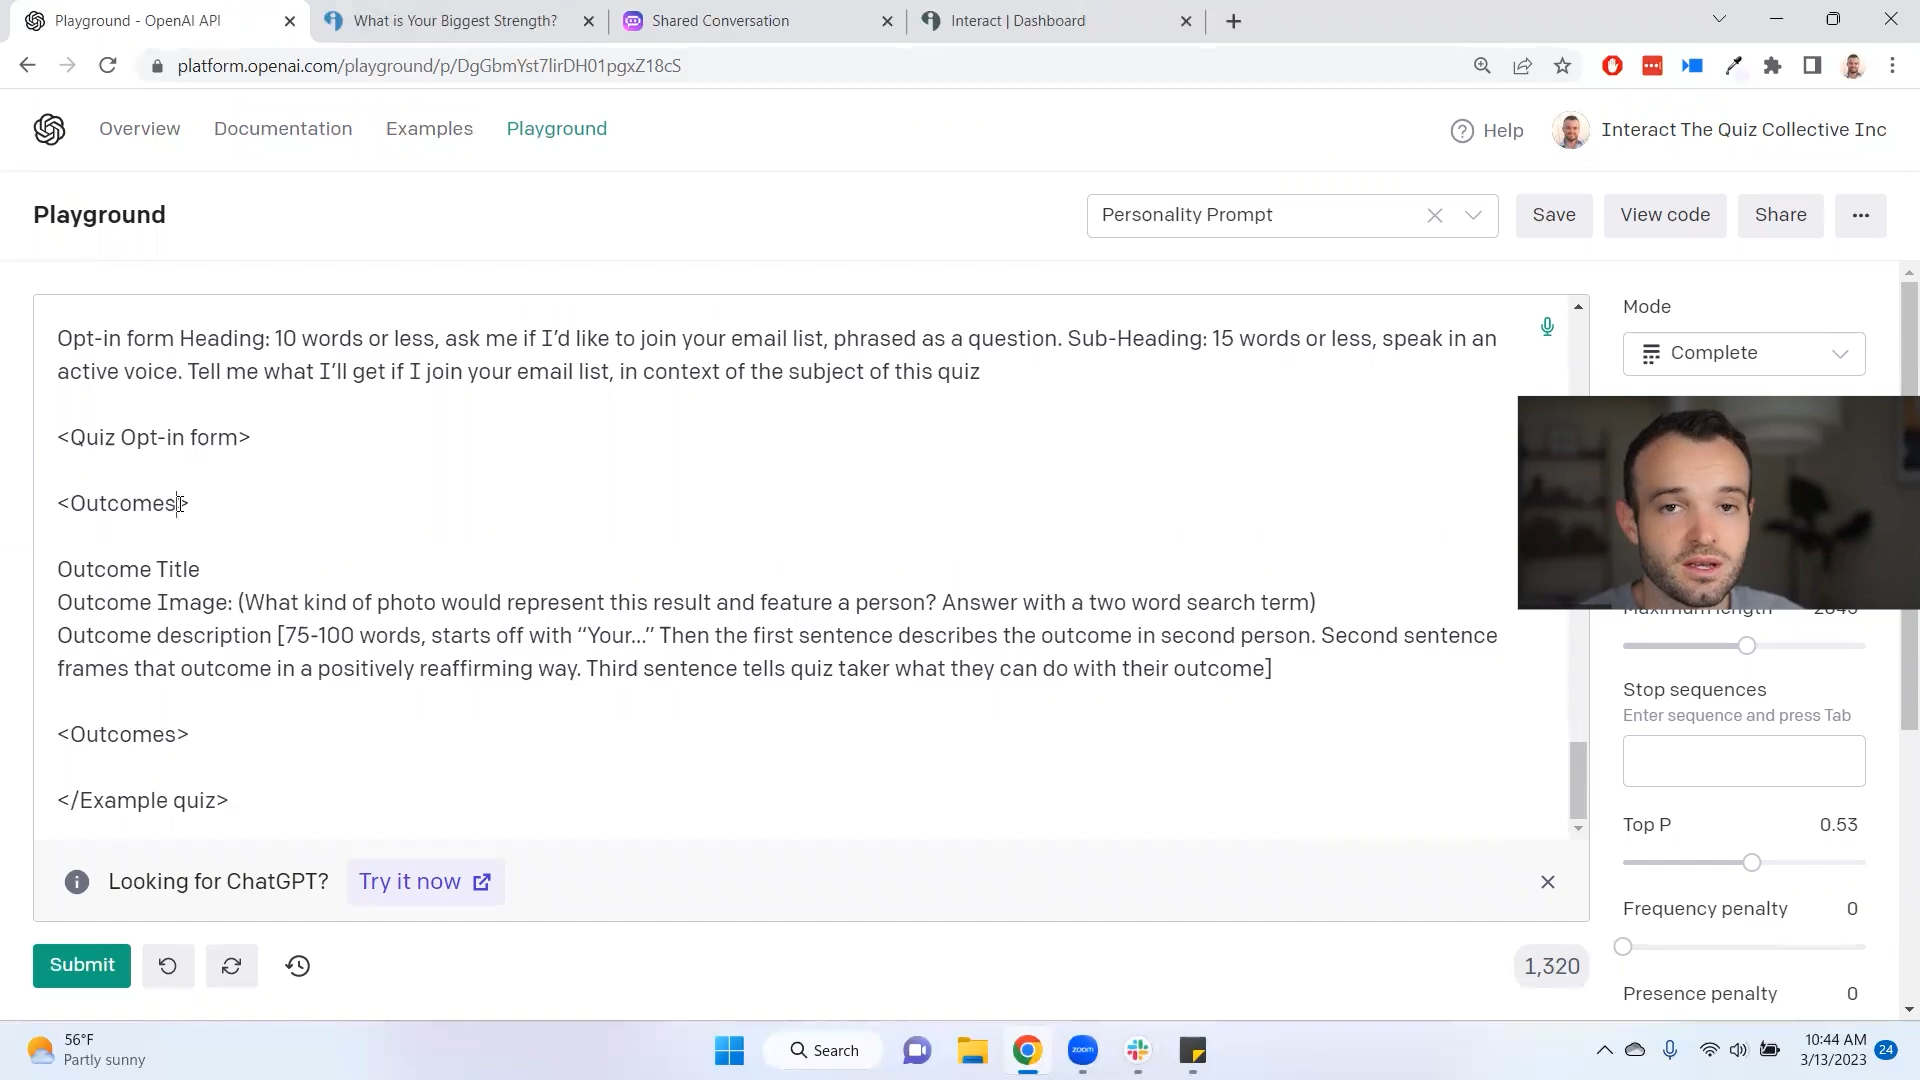 Playground - OpenAI API
What is Your Biggest Strength?
Shared Conversation
Interact | Dashboard
platform.openai.com/playground/p/DgGbmYst7lirDH01pgxZ18cS
Overview
Documentation
Examples
Playground
Help
Interact The Quiz Collective Inc
Playground
Personality Prompt
Save
View code
Share
Opt-in form Heading: 10 words or less, ask me if I’d like to join your email list, phrased as a question. Sub-Heading: 15 words or less, speak in an
active voice. Tell me what I’ll get if I join your email list, in context of the subject of this quiz
<Quiz Opt-in form>
<Outcomes>
Outcome Title
Outcome Image: (What kind of photo would represent this result and feature a person? Answer with a two word search term)
Outcome description [75-100 words, starts off with “Your...” Then the first sentence describes the outcome in second person. Second sentence
frames that outcome in a positively reaffirming way. Third sentence tells quiz taker what they can do with their outcome]
<Outcomes>
</Example quiz>
Looking for ChatGPT?
Try it now
Submit
1,320
Mode
Complete
Maximum length
Stop sequences
Enter sequence and press Tab
Top P 0.53
Frequency penalty 0
Presence penalty 0
56°F
Partly sunny
Search
zoom
10:44 AM
3/13/2023
24